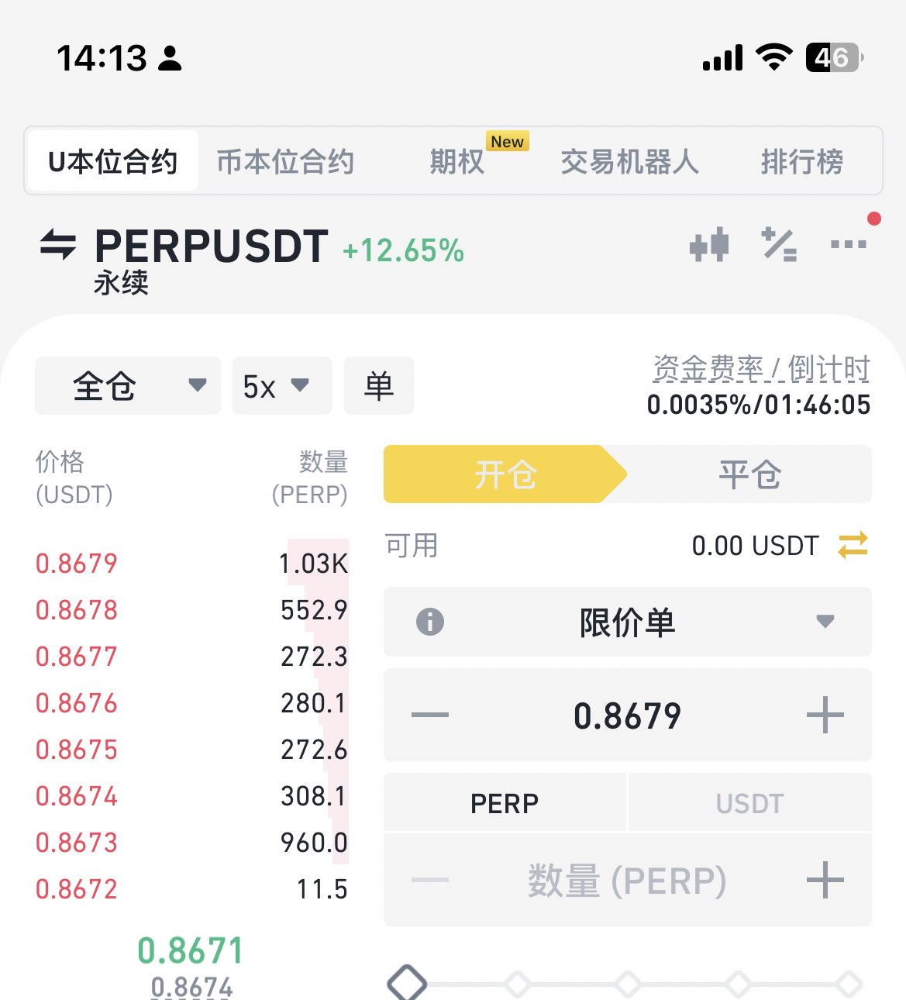 14:13
46
U本位合约 币本位合约 期权 New 交易机器人 排行榜
PERPUSDT +12.65%
永续
全仓 5x 单
资金费率 / 倒计时
0.0035%/01:46:05
价格 数量
(USDT) (PERP)
开仓 平仓
可用 0.00 USDT
0.8679 1.03K
0.8678 552.9
0.8677 272.3
0.8676 280.1
0.8675 272.6
0.8674 308.1
0.8673 960.0
0.8672 11.5
0.8671
0.8674
限价单
0.8679
PERP USDT
数量 (PERP)